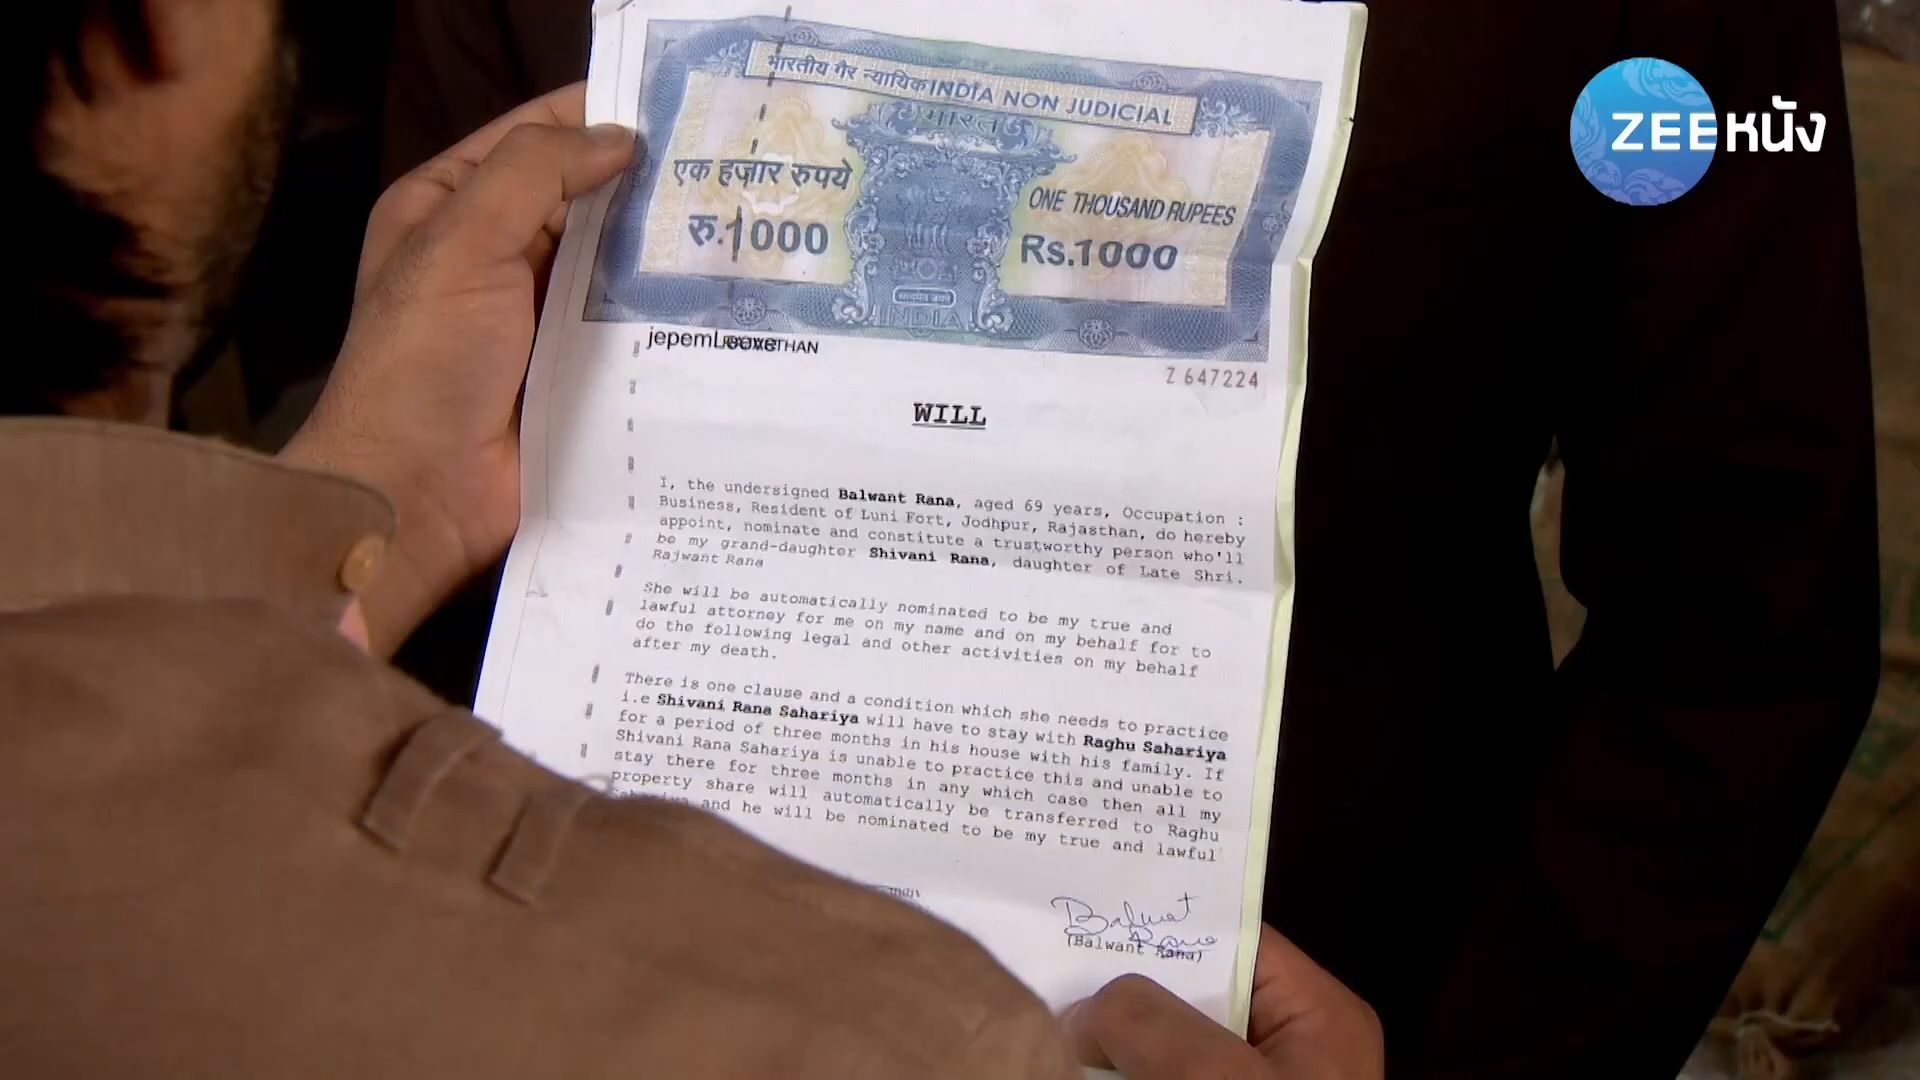 भारतीय गैर न्यायिक INDIA NON JUDICIAL
भारत
एक हज़ार रुपये
ONE THOUSAND RUPEES
रु.1000
Rs.1000
सत्यमेव जयते
INDIA
Z 647224
WILL
I, the undersigned Balwant Rana, aged 69 years, Occupation :
Business, Resident of Luni Fort, Jodhpur, Rajasthan, do hereby
appoint, nominate and constitute a trustworthy person who'll
be my grand-daughter Shivani Rana, daughter of Late Shri.
Rajwant Rana
She will be automatically nominated to be my true and
lawful attorney for me on my name and on my behalf for to
do the following legal and other activities on my behalf
after my death.
There is one clause and a condition which she needs to practice
i.e Shivani Rana Sahariya will have to stay with Raghu Sahariya
for a period of three months in his house with his family. If
Shivani Rana Sahariya is unable to practice this and unable to
stay there for three months in any which case then all my
property share will automatically be transferred to Raghu
Sahariya and he will be nominated to be my true and lawful
Balwant
Rana
(Balwant Rana)
ZEE หนัง